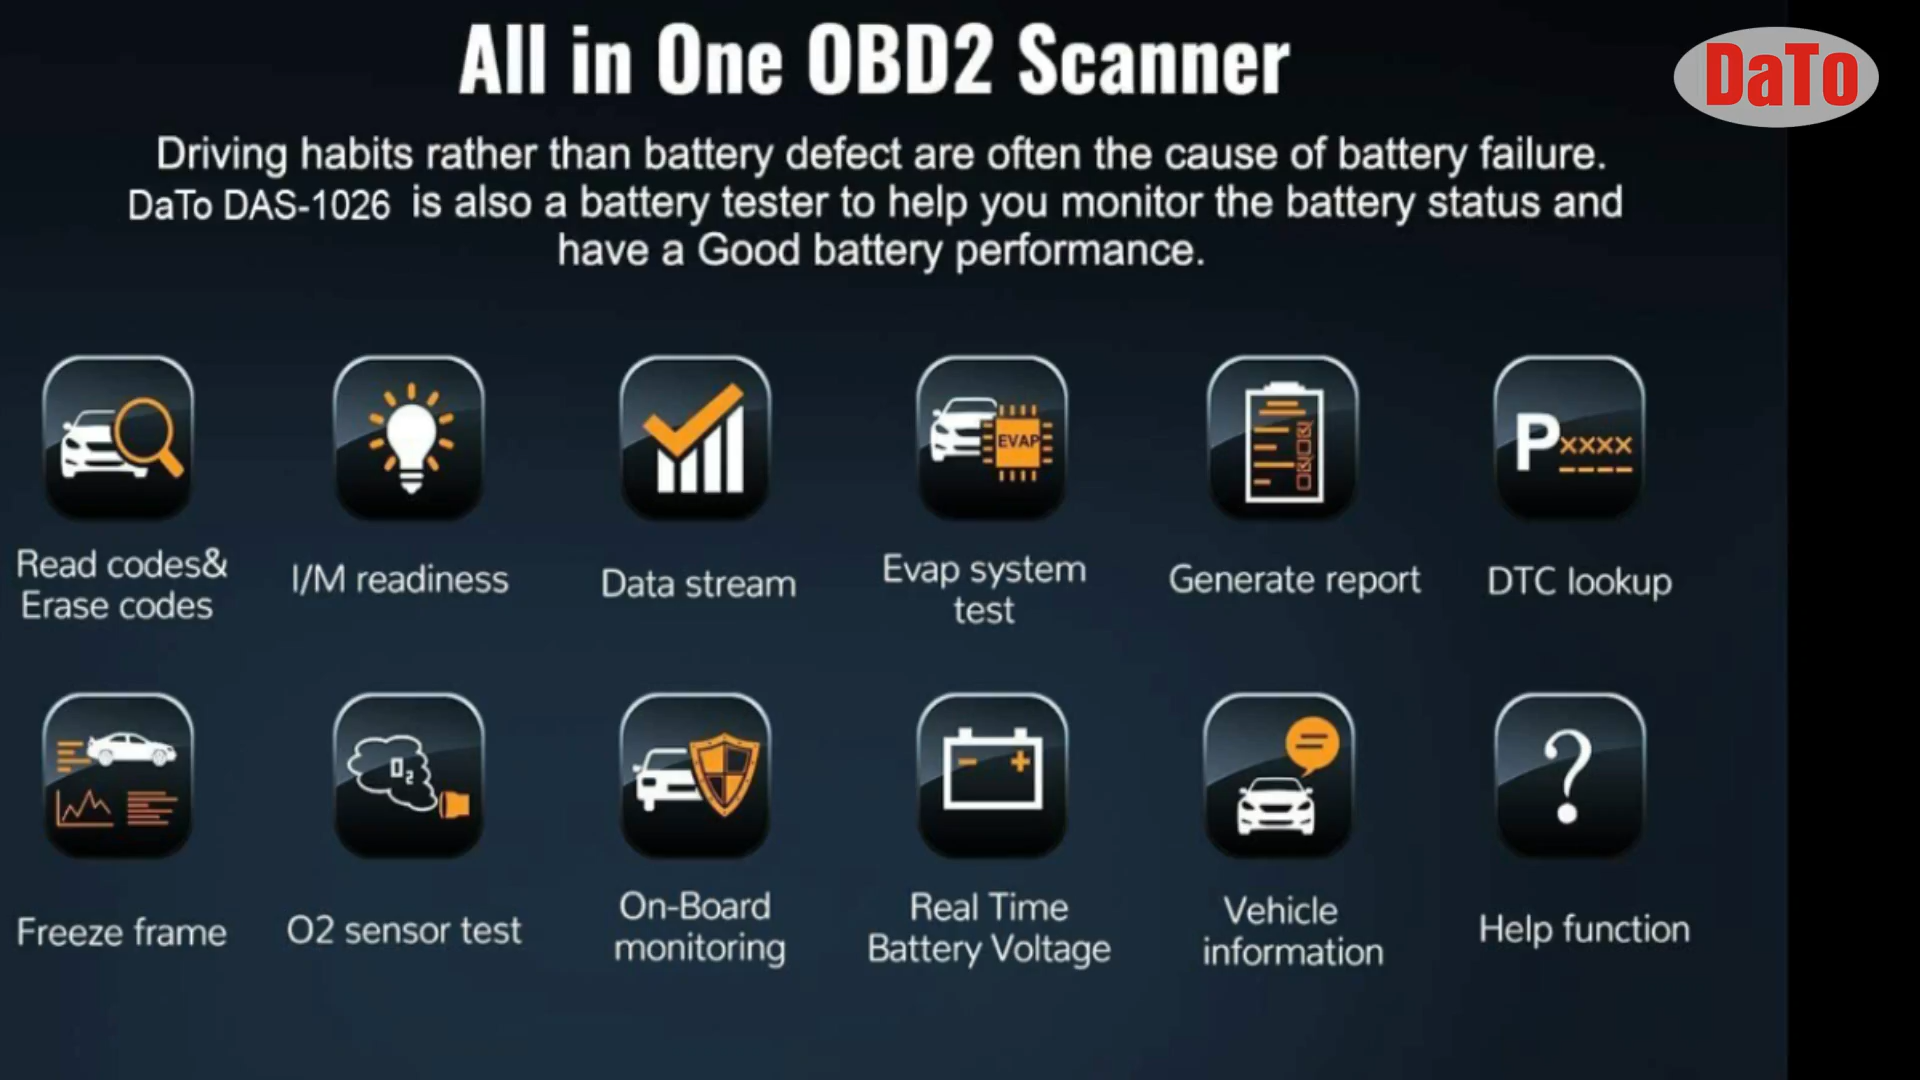 All in One OBD2 Scanner
DaTo
Driving habits rather than battery defect are often the cause of battery failure.
DaTo DAS-1026 is also a battery tester to help you monitor the battery status and
have a Good battery performance.
EVAP
Pxxxx
Read codes&
Erase codes
I/M readiness
Data stream
Evap system
test
Generate report
DTC lookup
O2
Freeze frame
O2 sensor test
On-Board
monitoring
Real Time
Battery Voltage
Vehicle
information
?
Help function